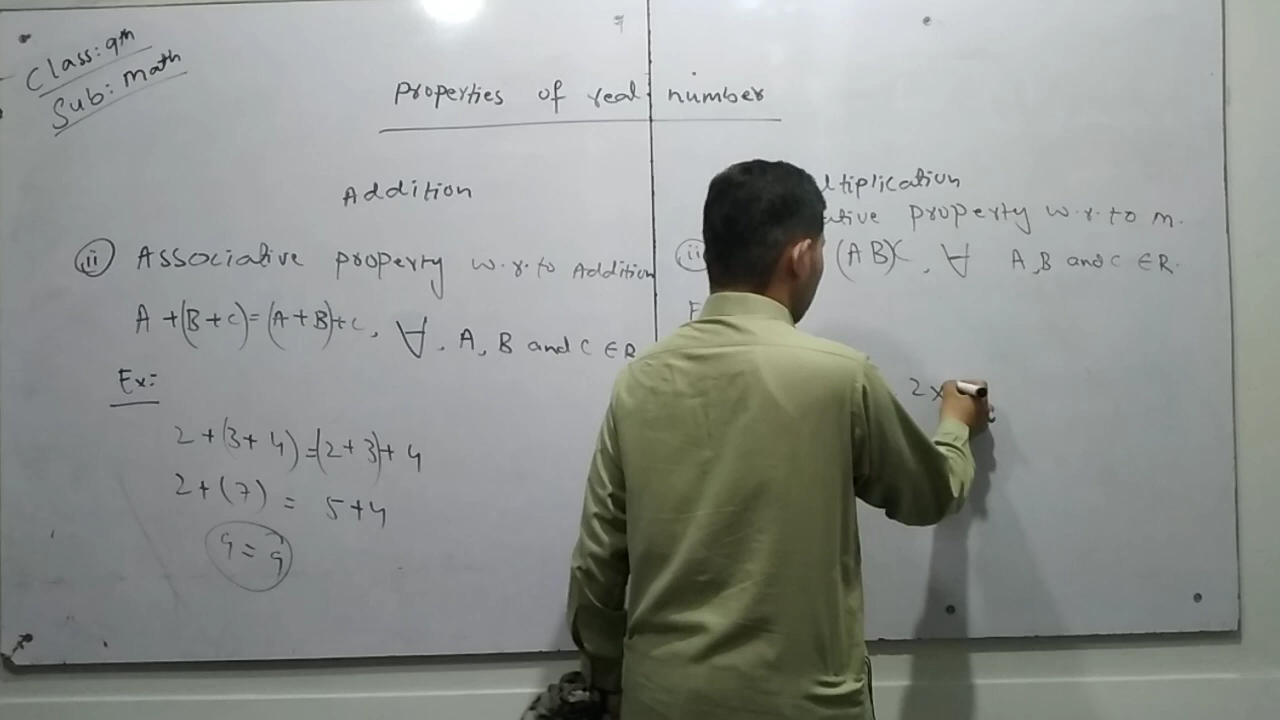 Class: 9th
Sub: Math
Properties of real number
Addition
(ii) Associative property w.r.to Addition
A+(B+C)=(A+B)+C, ∀, A, B and C ∈ R
Ex:
2+(3+4)=(2+3)+4
2+(7) = 5+4
9=9
ltiplication
ative property w.r.to m.
(ii) (AB)C, ∀ A,B and C ∈ R.
2×